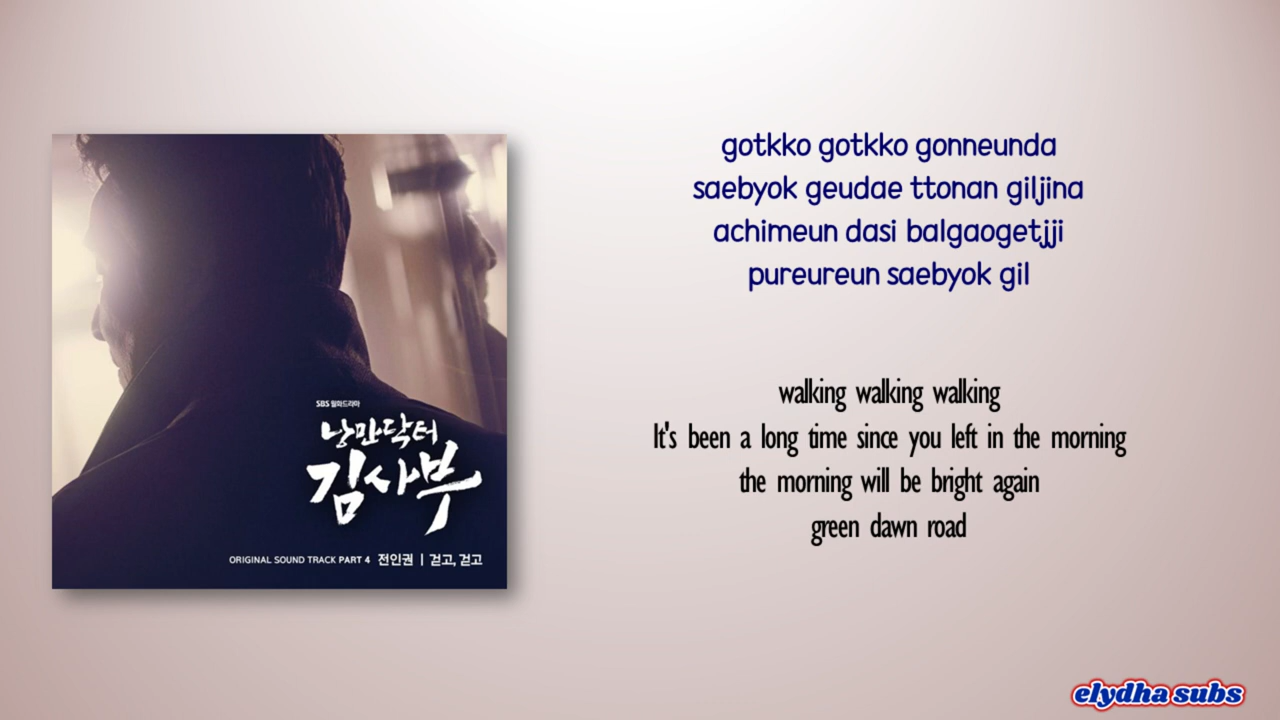 SBS 월화드라마
낭만닥터
김사부
ORIGINAL SOUND TRACK PART 4 전인권 | 걷고, 걷고
gotkko gotkko gonneunda
saebyok geudae ttonan giljina
achimeun dasi balgaogetjji
pureureun saebyok gil
walking walking walking
It's been a long time since you left in the morning
the morning will be bright again
green dawn road
elydha subs